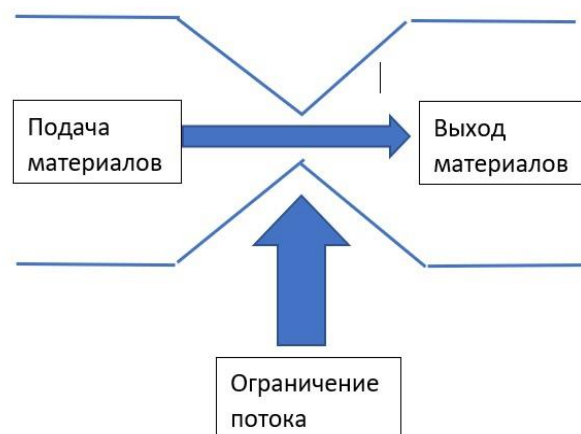 Подача
материалов
Выход
материалов
Ограничение
потока